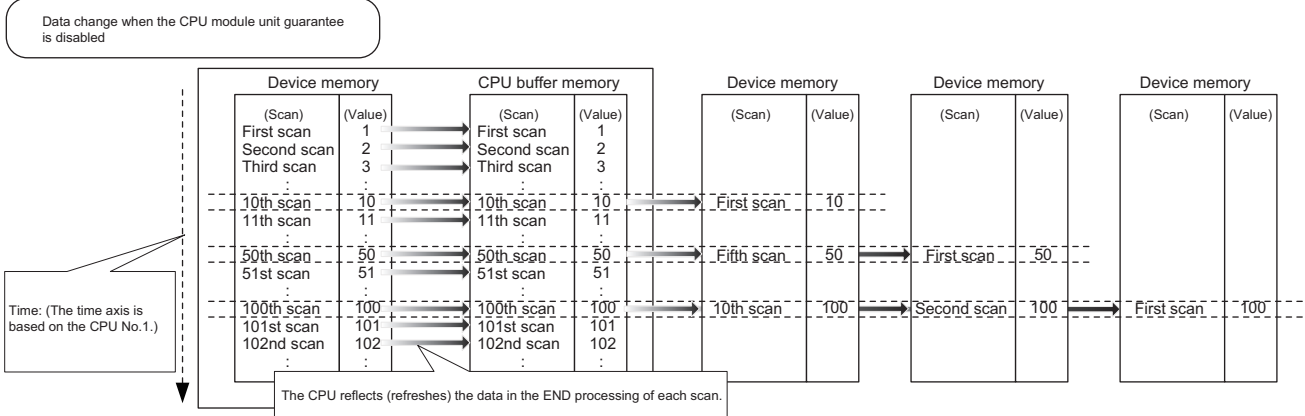 Data change when the CPU module unit guarantee
is disabled
Device memory
CPU buffer memory
Device memory
Device memory
Device memory
(Scan) (Value) (Scan) (Value) (Scan) (Value) (Scan) (Value) (Scan) (Value)
First scan 1 First scan 1
Second scan 2 Second scan 2
Third scan 3 Third scan 3
: : : :
10th scan 10 10th scan 10 First scan 10
11th scan 11 11th scan 11
: : : :
50th scan 50 50th scan 50 Fifth scan 50 First scan 50
51st scan 51 51st scan 51
: : : :
100th scan 100 100th scan 100 10th scan 100 Second scan 100 First scan 100
101st scan 101 101st scan 101
102nd scan 102 102nd scan 102
: : : :
Time: (The time axis is
based on the CPU No.1.)
The CPU reflects (refreshes) the data in the END processing of each scan.